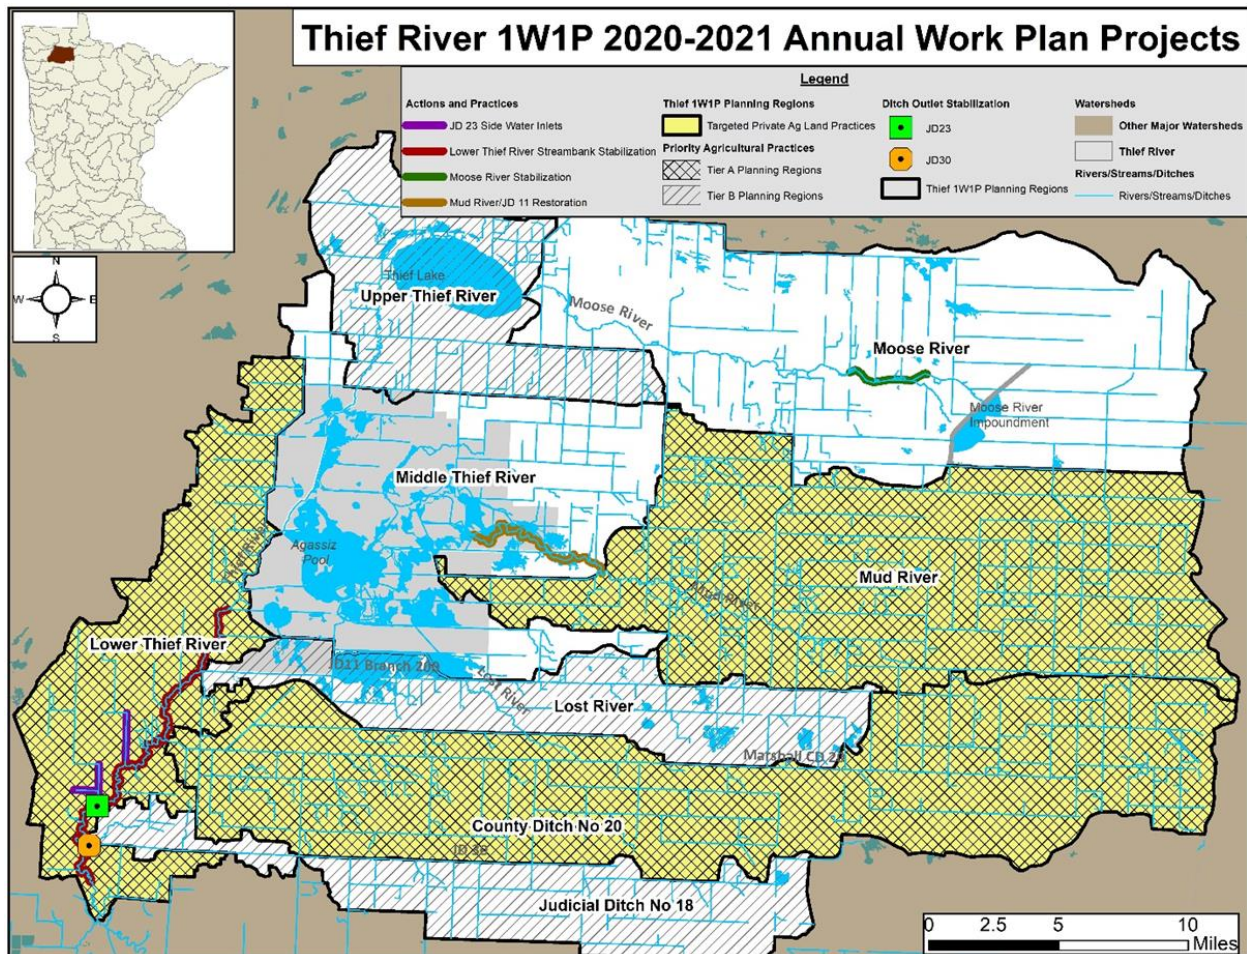 Thief River 1W1P 2020-2021 Annual Work Plan Projects
Legend
Actions and Practices
JD 23 Side Water Inlets
Lower Thief River Streambank Stabilization
Moose River Stabilization
Mud River/JD 11 Restoration
Thief 1W1P Planning Regions
Targeted Private Ag Land Practices
Priority Agricultural Practices
Tier A Planning Regions
Tier B Planning Regions
Ditch Outlet Stabilization
JD23
JD30
Thief 1W1P Planning Regions
Watersheds
Other Major Watersheds
Thief River
Rivers/Streams/Ditches
Rivers/Streams/Ditches
N
W E
S
Thief Lake
Upper Thief River
Moose River
Moose River
Moose River
Impoundment
Middle Thief River
Thief River
Agassiz
Pool
Mud River
Mud River
Lower Thief River
JD11 Branch 200
Lost River
Lost River
Marshall CD 20
County Ditch No 20
JD 30
Judicial Ditch No 18
0 2.5 5 10
Miles